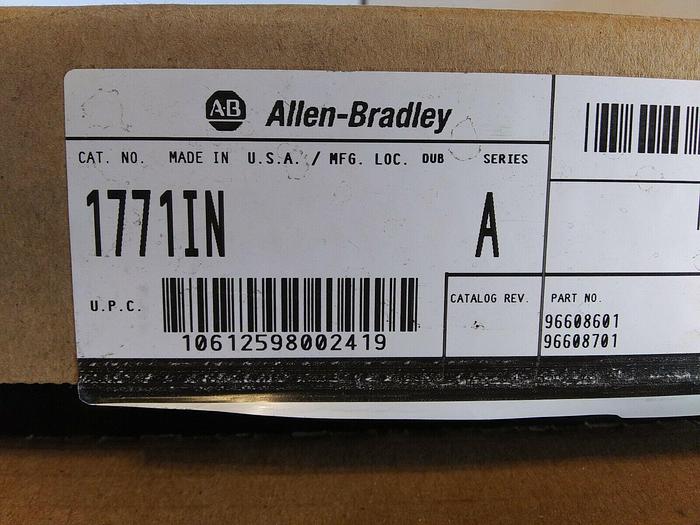 AB Allen-Bradley
CAT. NO. MADE IN U.S.A. / MFG. LOC. DUB SERIES
1771IN A
U.P.C.
10612598002419
CATALOG REV. PART NO.
96608601
96608701